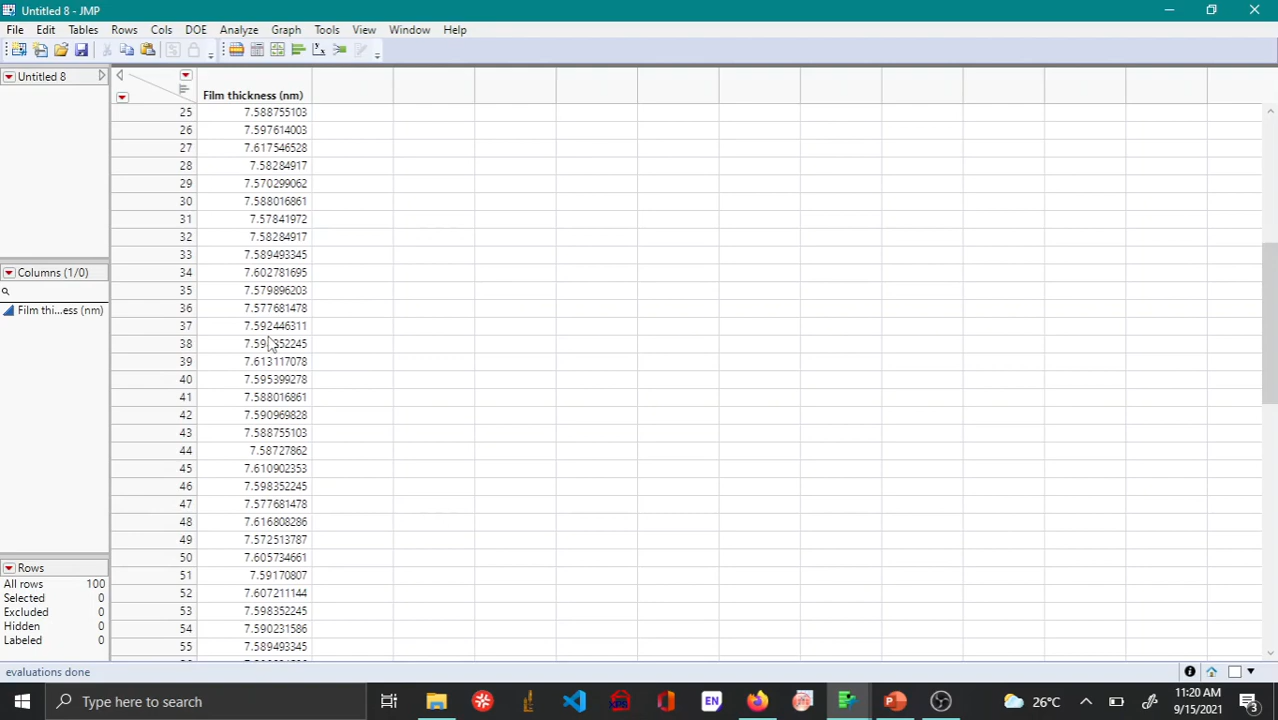 Untitled 8 - JMP
File Edit Tables Rows Cols DOE Analyze Graph Tools View Window Help
Untitled 8
Film thickness (nm)
25 7.588755103
26 7.597614003
27 7.617546528
28 7.58284917
29 7.570299062
30 7.588016861
31 7.57841972
32 7.58284917
33 7.589493345
34 7.602781695
35 7.579896203
36 7.577681478
37 7.592446311
38
39 7.613117078
40 7.595399278
41 7.588016861
42 7.590969828
43 7.588755103
44 7.58727862
45 7.610902353
46 7.598352245
47 7.577681478
48 7.616808286
49 7.572513787
50 7.605734661
51 7.59170807
52 7.607211144
53 7.598352245
54 7.590231586
55 7.589493345
Columns (1/0)
Film thi...ess (nm)
Rows
All rows 100
Selected 0
Excluded 0
Hidden 0
Labeled 0
evaluations done
Type here to search
EN
26°C
11:20 AM
9/15/2021
3